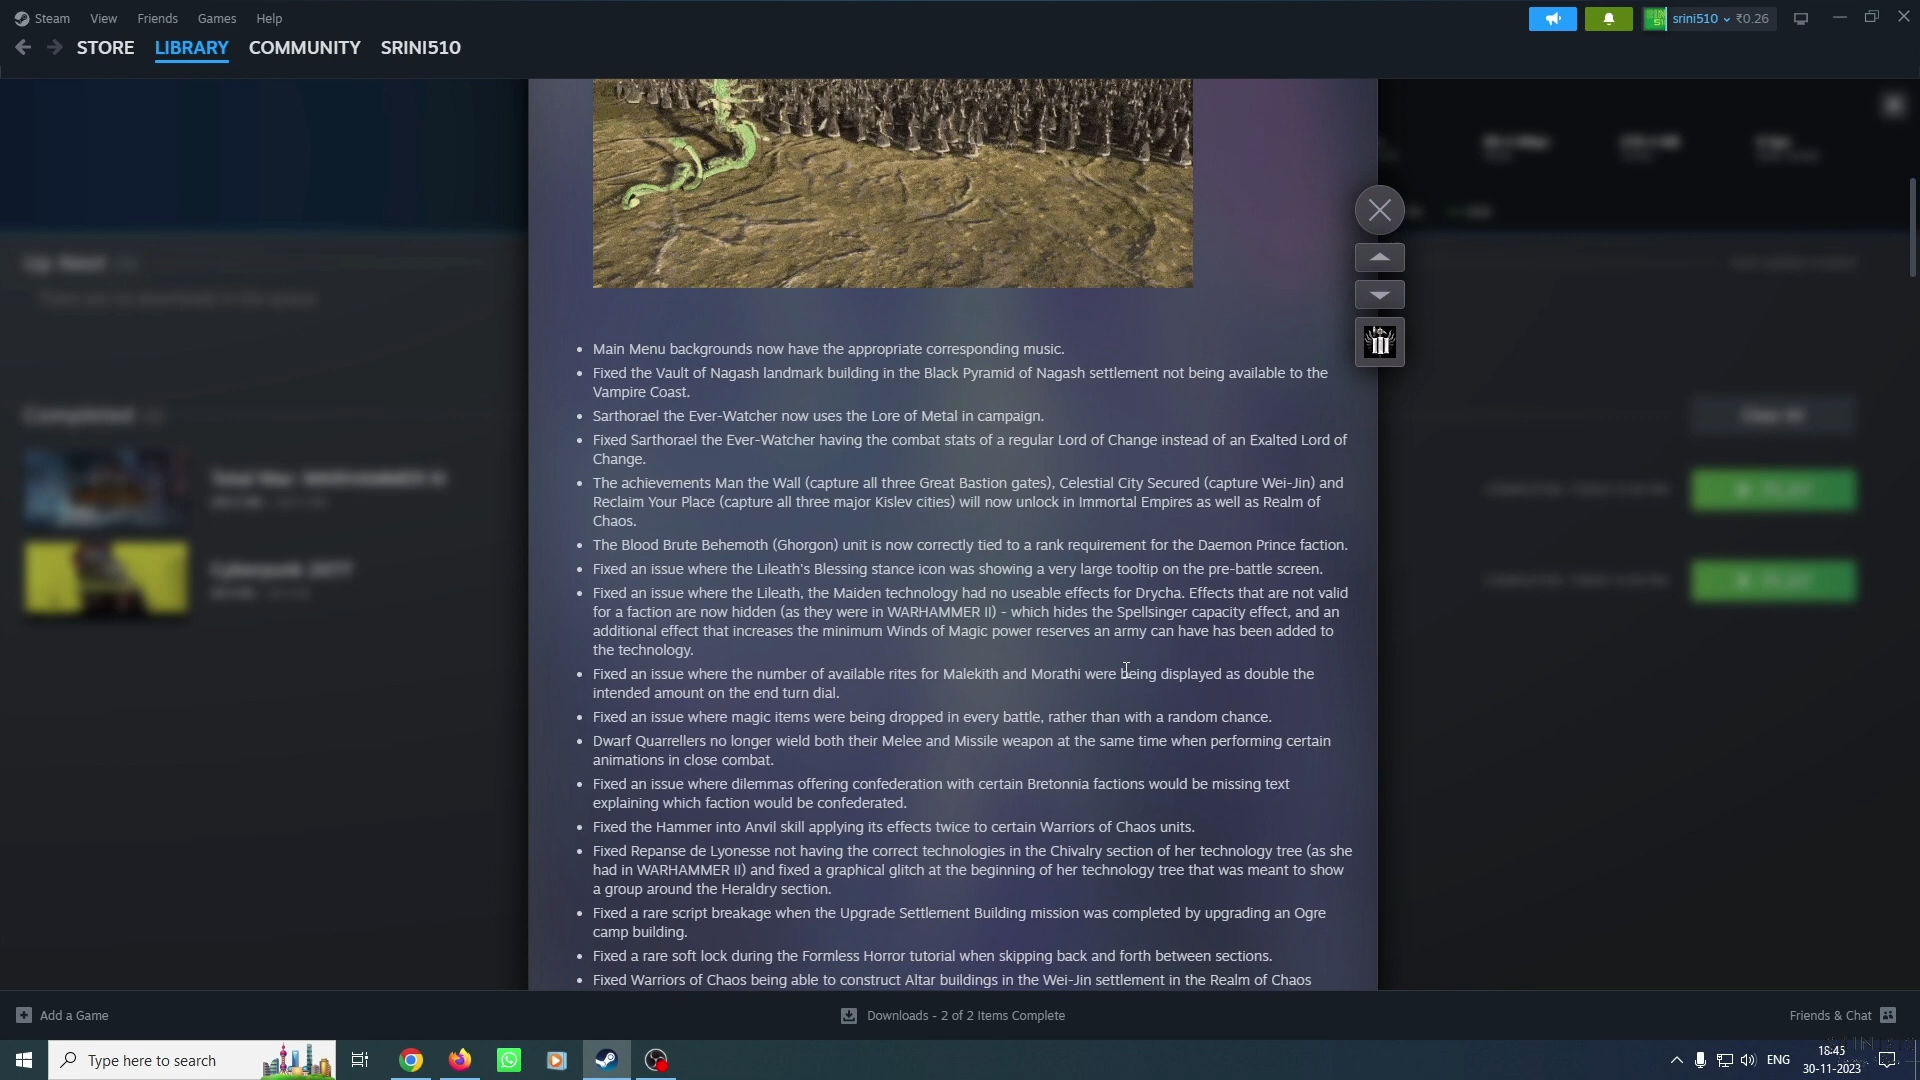 Steam View Friends Games Help
srini510 ₹0.26
STORE LIBRARY COMMUNITY SRINI510
Up Next
There are no downloads in the queue
Completed
Clear All
Total War: WARHAMMER III
Cyberpunk 2077
PLAY
PLAY
• Main Menu backgrounds now have the appropriate corresponding music.
• Fixed the Vault of Nagash landmark building in the Black Pyramid of Nagash settlement not being available to the
Vampire Coast.
• Sarthorael the Ever-Watcher now uses the Lore of Metal in campaign.
• Fixed Sarthorael the Ever-Watcher having the combat stats of a regular Lord of Change instead of an Exalted Lord of
Change.
• The achievements Man the Wall (capture all three Great Bastion gates), Celestial City Secured (capture Wei-Jin) and
Reclaim Your Place (capture all three major Kislev cities) will now unlock in Immortal Empires as well as Realm of
Chaos.
• The Blood Brute Behemoth (Ghorgon) unit is now correctly tied to a rank requirement for the Daemon Prince faction.
• Fixed an issue where the Lileath's Blessing stance icon was showing a very large tooltip on the pre-battle screen.
• Fixed an issue where the Lileath, the Maiden technology had no useable effects for Drycha. Effects that are not valid
for a faction are now hidden (as they were in WARHAMMER II) - which hides the Spellsinger capacity effect, and an
additional effect that increases the minimum Winds of Magic power reserves an army can have has been added to
the technology.
• Fixed an issue where the number of available rites for Malekith and Morathi were being displayed as double the
intended amount on the end turn dial.
• Fixed an issue where magic items were being dropped in every battle, rather than with a random chance.
• Dwarf Quarrellers no longer wield both their Melee and Missile weapon at the same time when performing certain
animations in close combat.
• Fixed an issue where dilemmas offering confederation with certain Bretonnia factions would be missing text
explaining which faction would be confederated.
• Fixed the Hammer into Anvil skill applying its effects twice to certain Warriors of Chaos units.
• Fixed Repanse de Lyonesse not having the correct technologies in the Chivalry section of her technology tree (as she
had in WARHAMMER II) and fixed a graphical glitch at the beginning of her technology tree that was meant to show
a group around the Heraldry section.
• Fixed a rare script breakage when the Upgrade Settlement Building mission was completed by upgrading an Ogre
camp building.
• Fixed a rare soft lock during the Formless Horror tutorial when skipping back and forth between sections.
• Fixed Warriors of Chaos being able to construct Altar buildings in the Wei-Jin settlement in the Realm of Chaos
Add a Game
Downloads - 2 of 2 Items Complete
Friends & Chat
Type here to search
ENG
18:45
30-11-2023